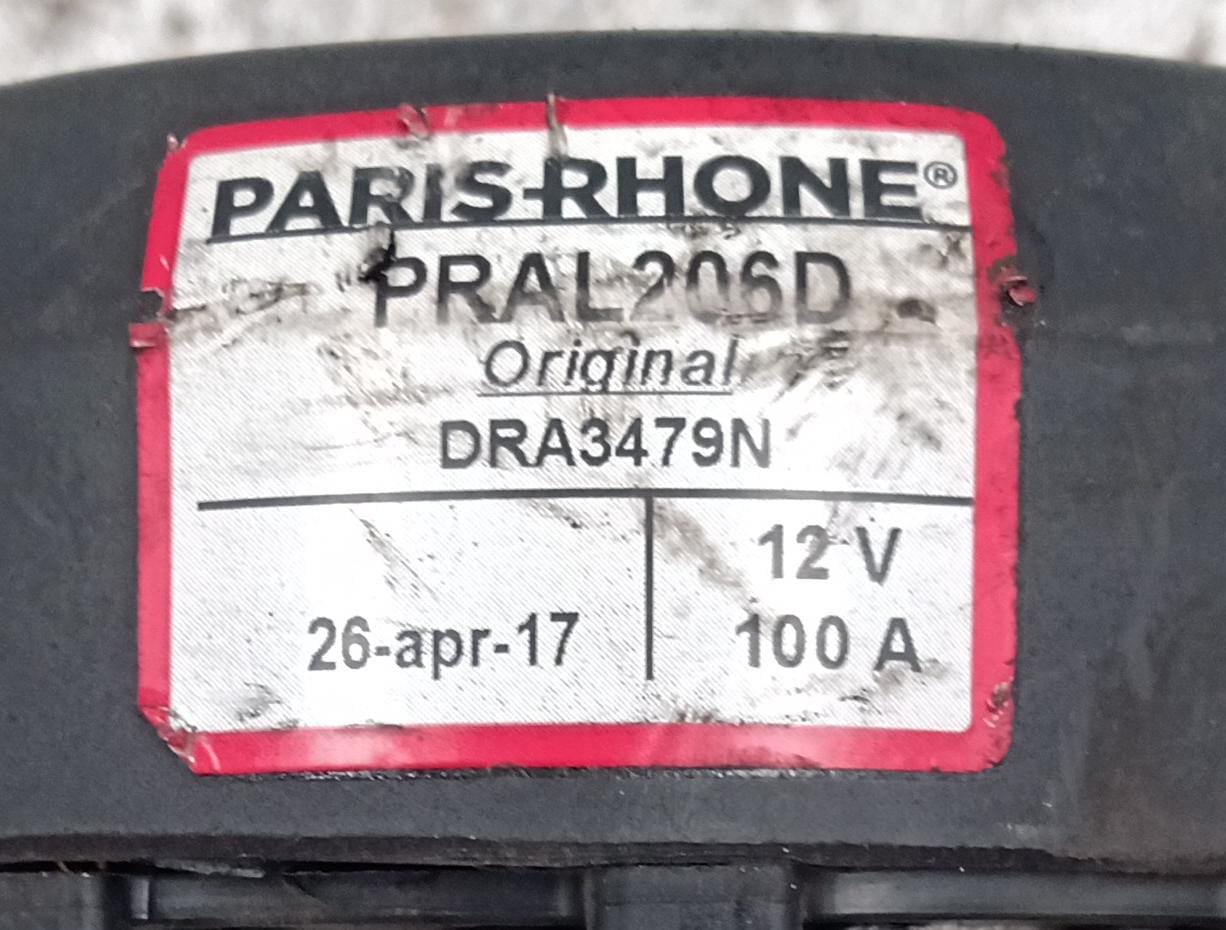 PARIS-RHONE®
PRAL206D
Original
DRA3479N
12 V
26-apr-17
100 A